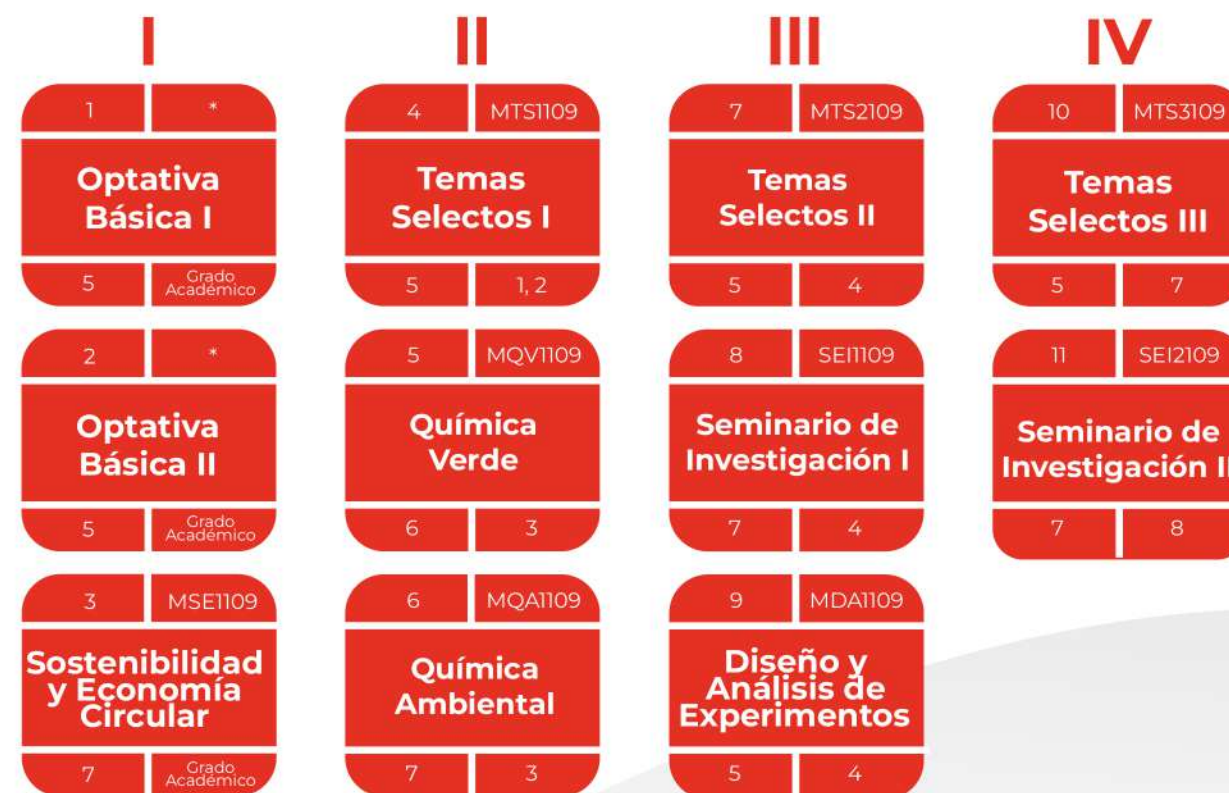 I
1 *
Optativa
Básica I
5 Grado
Académico
2 *
Optativa
Básica II
5 Grado
Académico
3 MSE1109
Sostenibilidad
y Economía
Circular
7 Grado
Académico
II
4 MTS1109
Temas
Selectos I
5 1, 2
5 MQV1109
Química
Verde
6 3
6 MQA1109
Química
Ambiental
7 3
III
7 MTS2109
Temas
Selectos II
5 4
8 SEI1109
Seminario de
Investigación I
7 4
9 MDA1109
Diseño y
Análisis de
Experimentos
5 4
IV
10 MTS3109
Temas
Selectos III
5 7
11 SEI2109
Seminario de
Investigación II
7 8